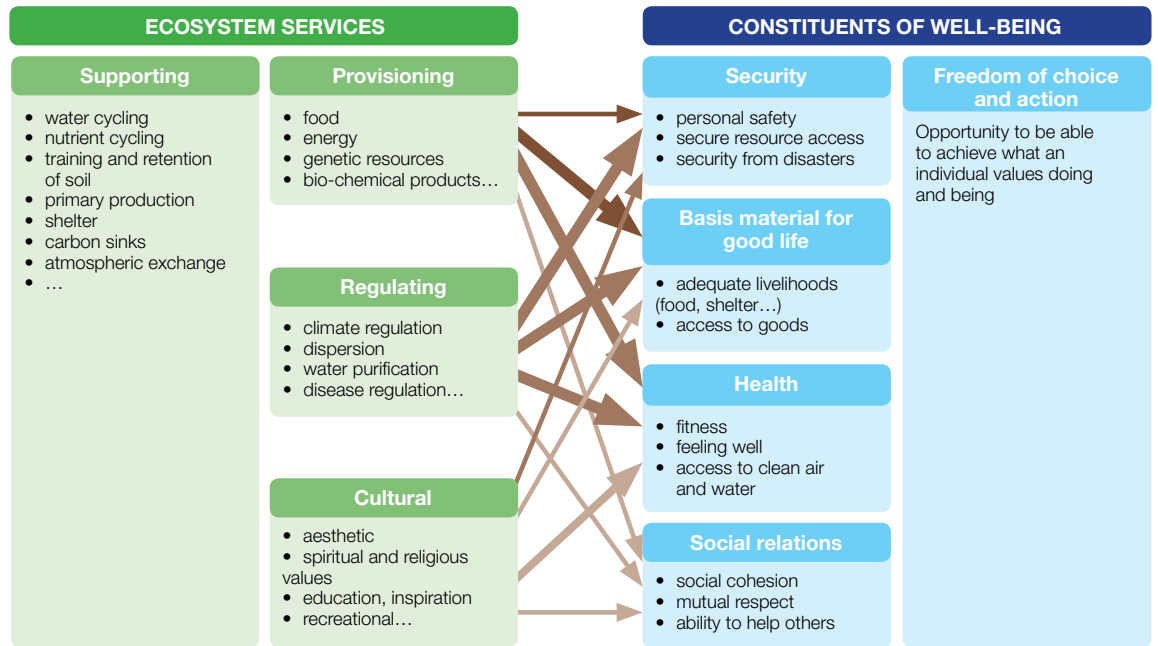 ECOSYSTEM SERVICES
Supporting
• water cycling
• nutrient cycling
• training and retention
of soil
• primary production
• shelter
• carbon sinks
• atmospheric exchange
• …
Provisioning
• food
• energy
• genetic resources
• bio-chemical products…
Regulating
• climate regulation
• dispersion
• water purification
• disease regulation…
Cultural
• aesthetic
• spiritual and religious
values
• education, inspiration
• recreational…
CONSTITUENTS OF WELL-BEING
Security
• personal safety
• secure resource access
• security from disasters
Basis material for
good life
• adequate livelihoods
(food, shelter…)
• access to goods
Health
• fitness
• feeling well
• access to clean air
and water
Social relations
• social cohesion
• mutual respect
• ability to help others
Freedom of choice
and action
Opportunity to be able
to achieve what an
individual values doing
and being